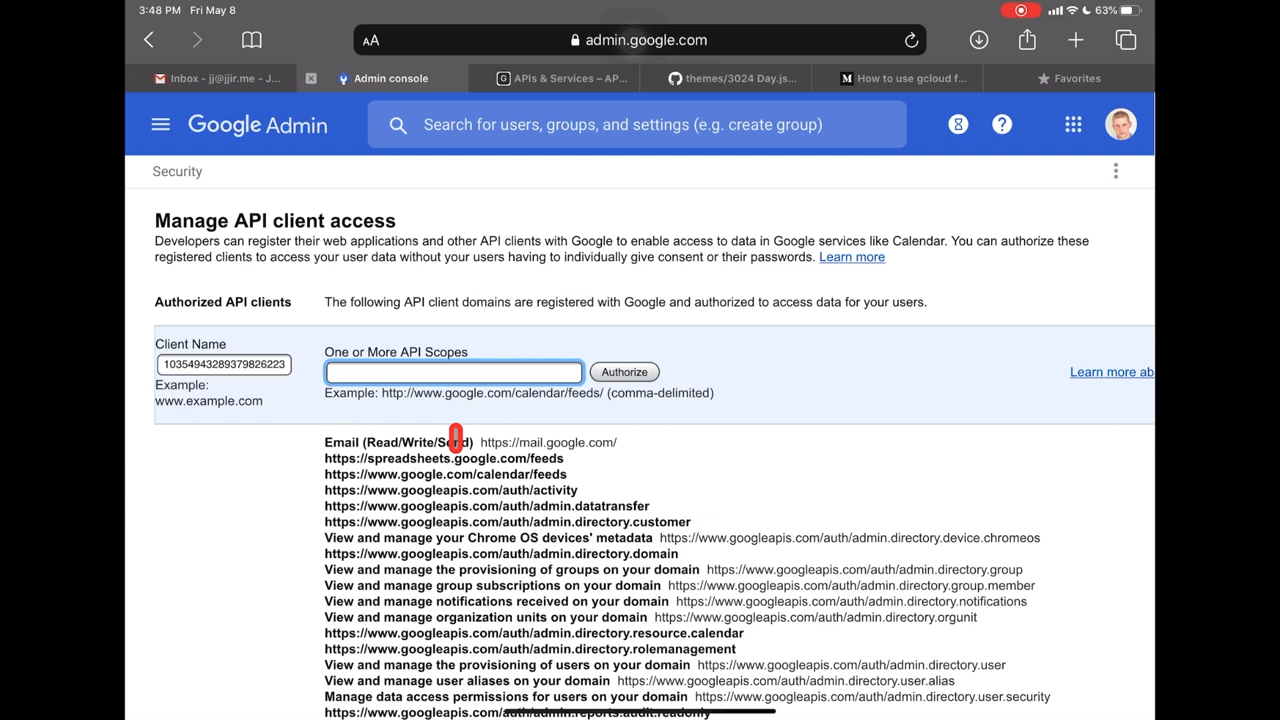 3:48 PM Fri May 8 63%
AA admin.google.com
Inbox - jj@jjir.me - J... Admin console APIs & Services – AP... themes/3024 Day.js... How to use gcloud f... Favorites
Google Admin Search for users, groups, and settings (e.g. create group)
Security
Manage API client access
Developers can register their web applications and other API clients with Google to enable access to data in Google services like Calendar. You can authorize these
registered clients to access your user data without your users having to individually give consent or their passwords. Learn more
Authorized API clients The following API client domains are registered with Google and authorized to access data for your users.
Client Name One or More API Scopes
10354943289379826223 Authorize Learn more ab
Example: Example: http://www.google.com/calendar/feeds/ (comma-delimited)
www.example.com
Email (Read/Write/Send) https://mail.google.com/
https://spreadsheets.google.com/feeds
https://www.google.com/calendar/feeds
https://www.googleapis.com/auth/activity
https://www.googleapis.com/auth/admin.datatransfer
https://www.googleapis.com/auth/admin.directory.customer
View and manage your Chrome OS devices' metadata https://www.googleapis.com/auth/admin.directory.device.chromeos
https://www.googleapis.com/auth/admin.directory.domain
View and manage the provisioning of groups on your domain https://www.googleapis.com/auth/admin.directory.group
View and manage group subscriptions on your domain https://www.googleapis.com/auth/admin.directory.group.member
View and manage notifications received on your domain https://www.googleapis.com/auth/admin.directory.notifications
View and manage organization units on your domain https://www.googleapis.com/auth/admin.directory.orgunit
https://www.googleapis.com/auth/admin.directory.resource.calendar
https://www.googleapis.com/auth/admin.directory.rolemanagement
View and manage the provisioning of users on your domain https://www.googleapis.com/auth/admin.directory.user
View and manage user aliases on your domain https://www.googleapis.com/auth/admin.directory.user.alias
Manage data access permissions for users on your domain https://www.googleapis.com/auth/admin.directory.user.security
https://www.googleapis.com/auth/admin.reports.audit.readonly